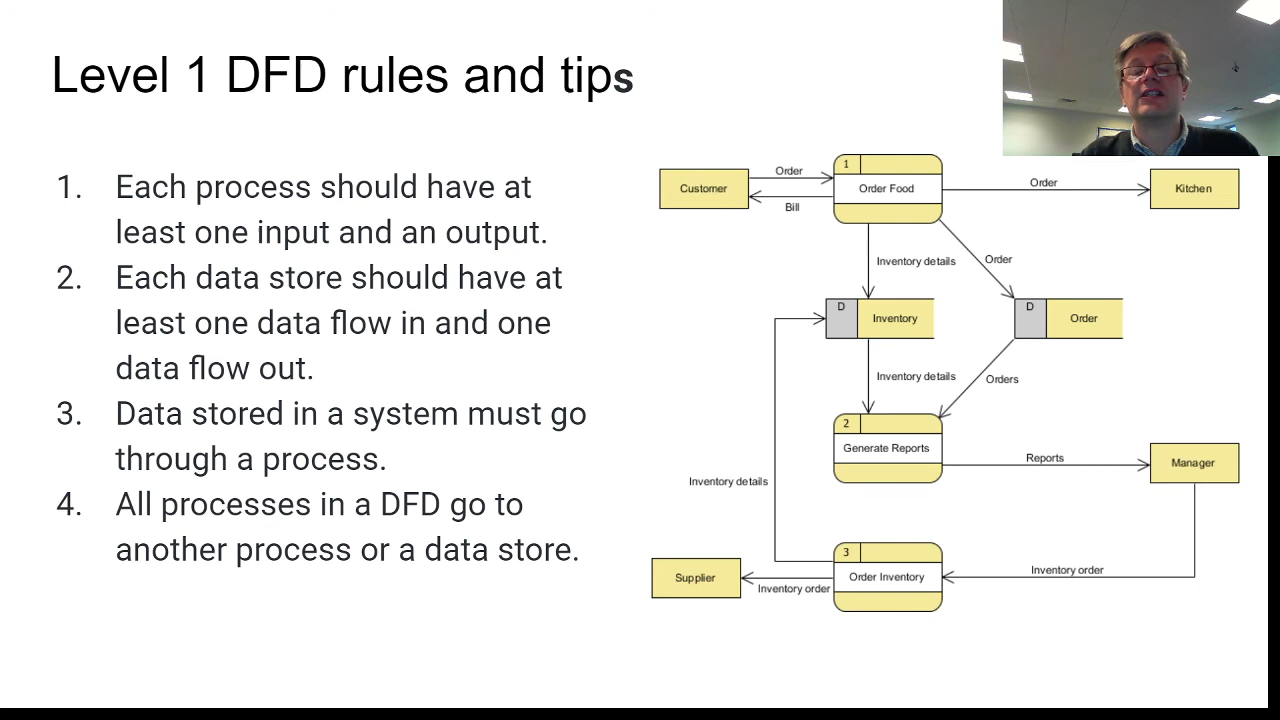 Level 1 DFD rules and tips
1. Each process should have at
least one input and an output.
2. Each data store should have at
least one data flow in and one
data flow out.
3. Data stored in a system must go
through a process.
4. All processes in a DFD go to
another process or a data store.
Customer
Order
Bill
1
Order Food
Order
Kitchen
Inventory details
Order
D
Inventory
D
Order
Inventory details
Orders
2
Generate Reports
Reports
Manager
Inventory details
3
Order Inventory
Inventory order
Supplier
Inventory order